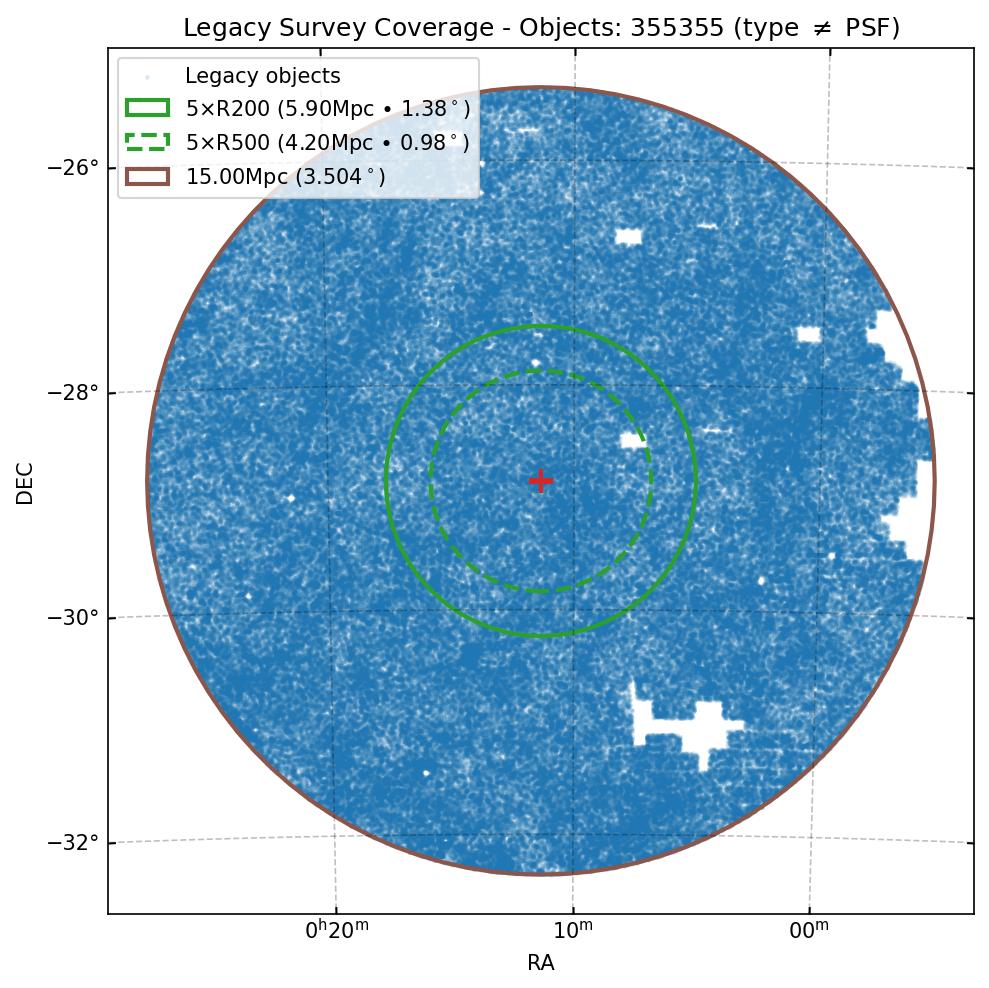 Legacy Survey Coverage - Objects: 355355 (type ≠ PSF)
Legacy objects
5×R200 (5.90Mpc • 1.38°)
5×R500 (4.20Mpc • 0.98°)
15.00Mpc (3.504°)
−26°
−28°
−30°
−32°
DEC
0ʰ20ᵐ 10ᵐ 00ᵐ
RA